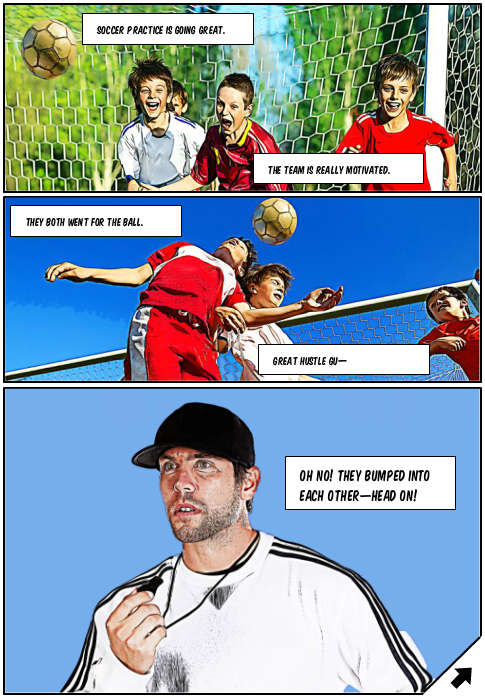 SOCCER PRACTICE IS GOING GREAT.
THE TEAM IS REALLY MOTIVATED.
THEY BOTH WENT FOR THE BALL.
GREAT HUSTLE GU—
OH NO! THEY BUMPED INTO
EACH OTHER—HEAD ON!